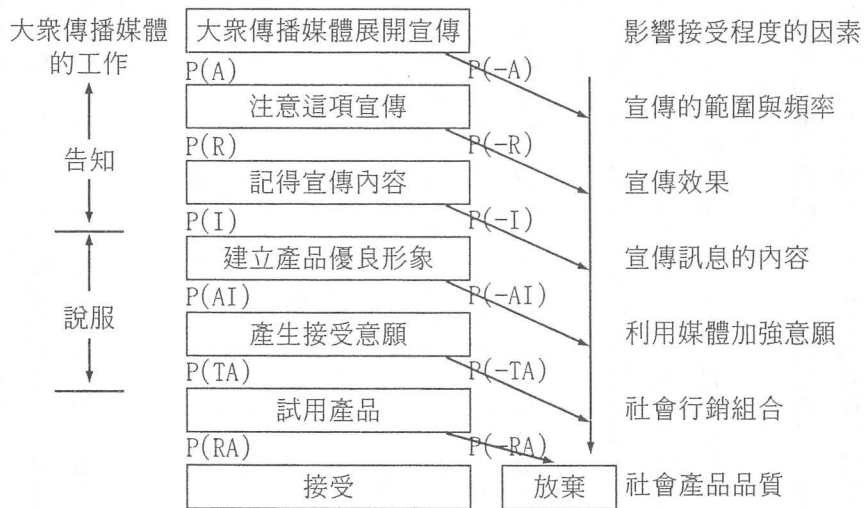 大衆傳播媒體
的工作
大衆傳播媒體展開宣傳
影響接受程度的因素
P(A)
P(-A)
注意這項宣傳
宣傳的範圍與頻率
P(R)
P(-R)
告知
記得宣傳內容
宣傳效果
P(I)
P(-I)
建立產品優良形象
宣傳訊息的內容
P(AI)
P(-AI)
說服
產生接受意願
利用媒體加強意願
P(TA)
P(-TA)
試用產品
社會行銷組合
P(RA)
P(-RA)
接受
放棄
社會產品品質